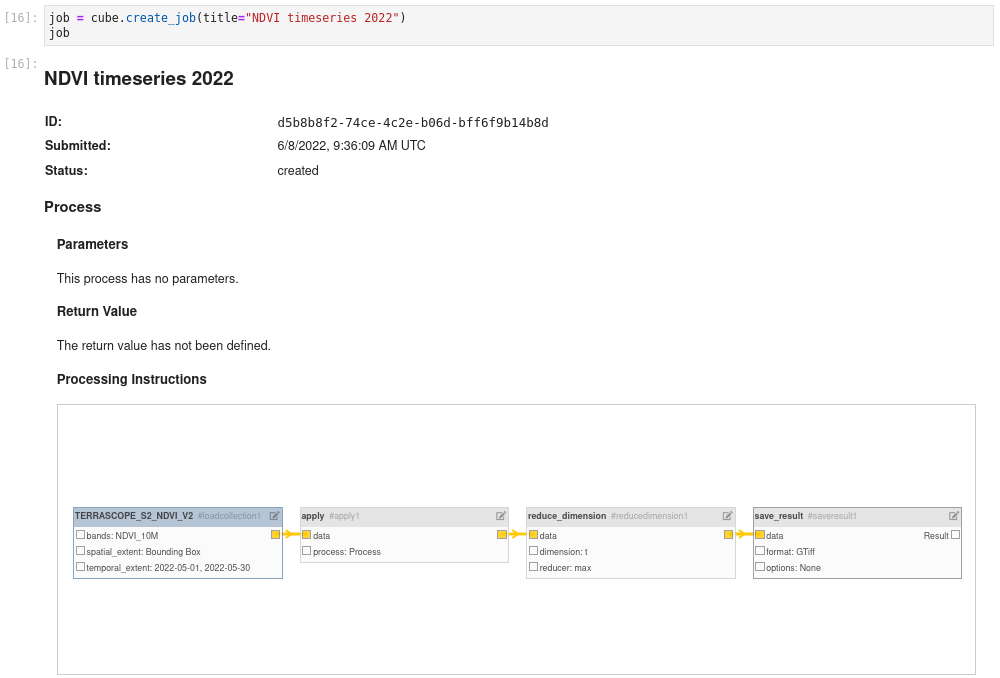 [16]: job = cube.create_job(title="NDVI timeseries 2022")
job
[16]:
NDVI timeseries 2022
ID: d5b8b8f2-74ce-4c2e-b06d-bff6f9b14b8d
Submitted: 6/8/2022, 9:36:09 AM UTC
Status: created
Process
Parameters
This process has no parameters.
Return Value
The return value has not been defined.
Processing Instructions
TERRASCOPE_S2_NDVI_V2 #loadcollection1
bands: NDVI_10M
spatial_extent: Bounding Box
temporal_extent: 2022-05-01, 2022-05-30
apply #apply1
data
process: Process
reduce_dimension #reducedimension1
data
dimension: t
reducer: max
save_result #saveresult1
data Result
format: GTiff
options: None